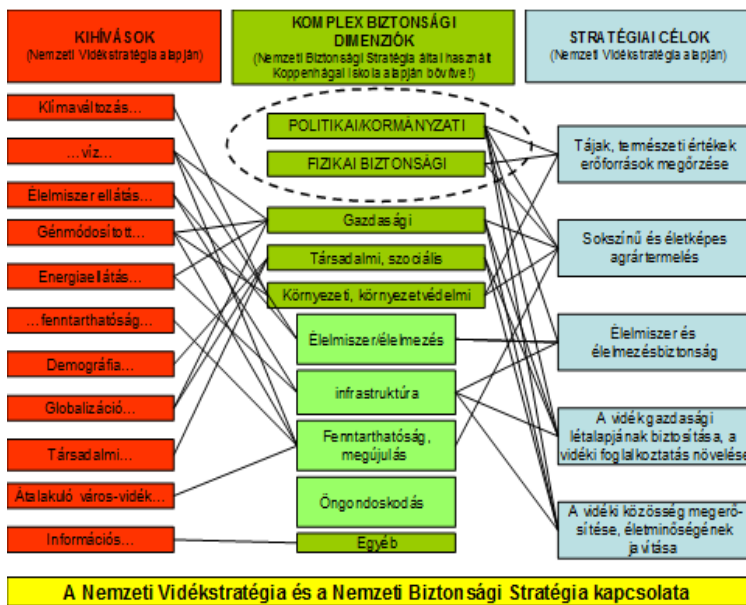 KIHÍVÁSOK
(Nemzeti Vidékstratégia alapján)
KOMPLEX BIZTONSÁGI
DIMENZIÓK
(Nemzeti Biztonsági Stratégia által használt
Koppenhágai iskola alapján bővítve!)
STRATÉGIAI CÉLOK
(Nemzeti Vidékstratégia alapján)
Klímaváltozás...
...víz...
Élelmiszer ellátás...
Génmódosított...
Energiaellátás...
...fenntarthatóság...
Demográfia...
Globalizáció...
Társadalmi...
Átalakuló város-vidék...
Információs...
POLITIKAI/KORMÁNYZATI
FIZIKAI BIZTONSÁGI
Gazdasági
Társadalmi, szociális
Környezeti, környezetvédelmi
Élelmiszer/élelmezés
infrastruktúra
Fenntarthatóság,
megújulás
Öngondoskodás
Egyéb
Tájak, természeti értékek
erőforrások megőrzése
Sokszínű és életképes
agrártermelés
Élelmiszer és
élelmezésbiztonság
A vidék gazdasági
létalapjának biztosítása, a
vidéki foglalkoztatás növelése
A vidéki közösség megerő-
sítése, életminőségének
javítása
A Nemzeti Vidékstratégia és a Nemzeti Biztonsági Stratégia kapcsolata